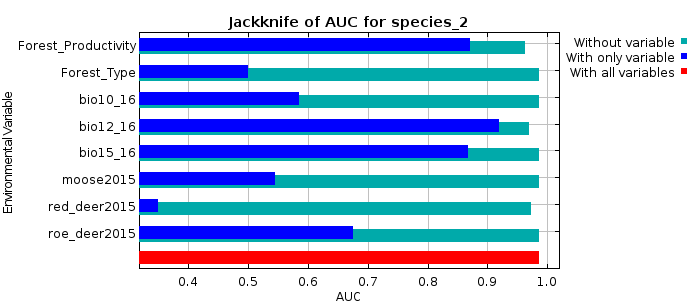 Jackknife of AUC for species_2
Environmental Variable
Forest_Productivity
Forest_Type
bio10_16
bio12_16
bio15_16
moose2015
red_deer2015
roe_deer2015
0.4 0.5 0.6 0.7 0.8 0.9 1.0
AUC
Without variable
With only variable
With all variables